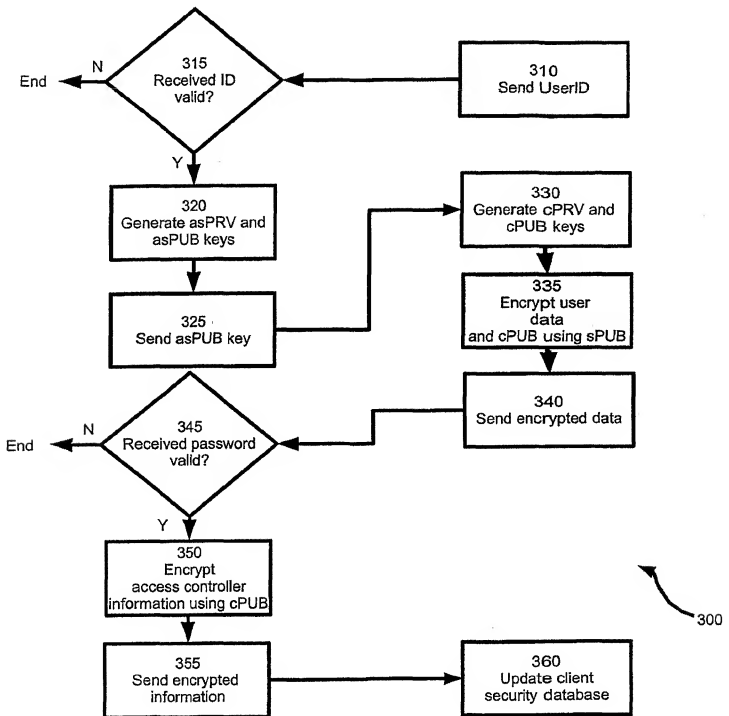 310
Send UserID
315
Received ID
valid?
N
End
Y
320
Generate asPRV and
asPUB keys
325
Send asPUB key
330
Generate cPRV and
cPUB keys
335
Encrypt user
data
and cPUB using sPUB
340
Send encrypted data
345
Received password
valid?
N
End
Y
350
Encrypt
access controller
information using cPUB
355
Send encrypted
information
360
Update client
security database
300